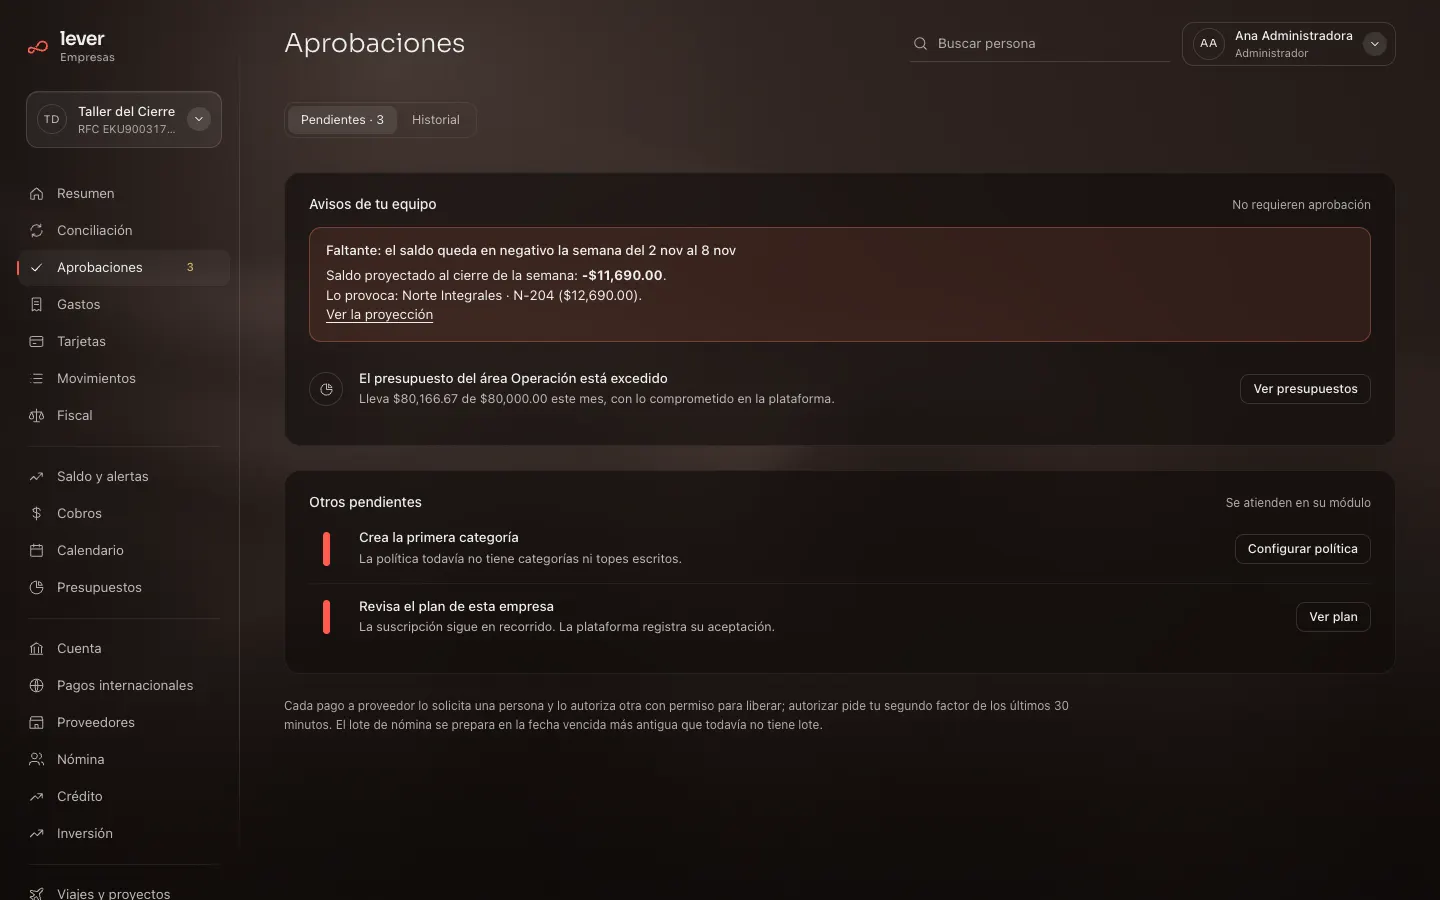 lever
Empresas
TD
Taller del Cierre
RFC EKU900317...
Resumen
Conciliación
Aprobaciones
3
Gastos
Tarjetas
Movimientos
Fiscal
Saldo y alertas
Cobros
Calendario
Presupuestos
Cuenta
Pagos internacionales
Proveedores
Nómina
Crédito
Inversión
Viajes y proyectos
Aprobaciones
Buscar persona
AA
Ana Administradora
Administrador
Pendientes · 3
Historial
Avisos de tu equipo
No requieren aprobación
Faltante: el saldo queda en negativo la semana del 2 nov al 8 nov
Saldo proyectado al cierre de la semana: -$11,690.00.
Lo provoca: Norte Integrales · N-204 ($12,690.00).
Ver la proyección
El presupuesto del área Operación está excedido
Lleva $80,166.67 de $80,000.00 este mes, con lo comprometido en la plataforma.
Ver presupuestos
Otros pendientes
Se atienden en su módulo
Crea la primera categoría
La política todavía no tiene categorías ni topes escritos.
Configurar política
Revisa el plan de esta empresa
La suscripción sigue en recorrido. La plataforma registra su aceptación.
Ver plan
Cada pago a proveedor lo solicita una persona y lo autoriza otra con permiso para liberar; autorizar pide tu segundo factor de los últimos 30
minutos. El lote de nómina se prepara en la fecha vencida más antigua que todavía no tiene lote.